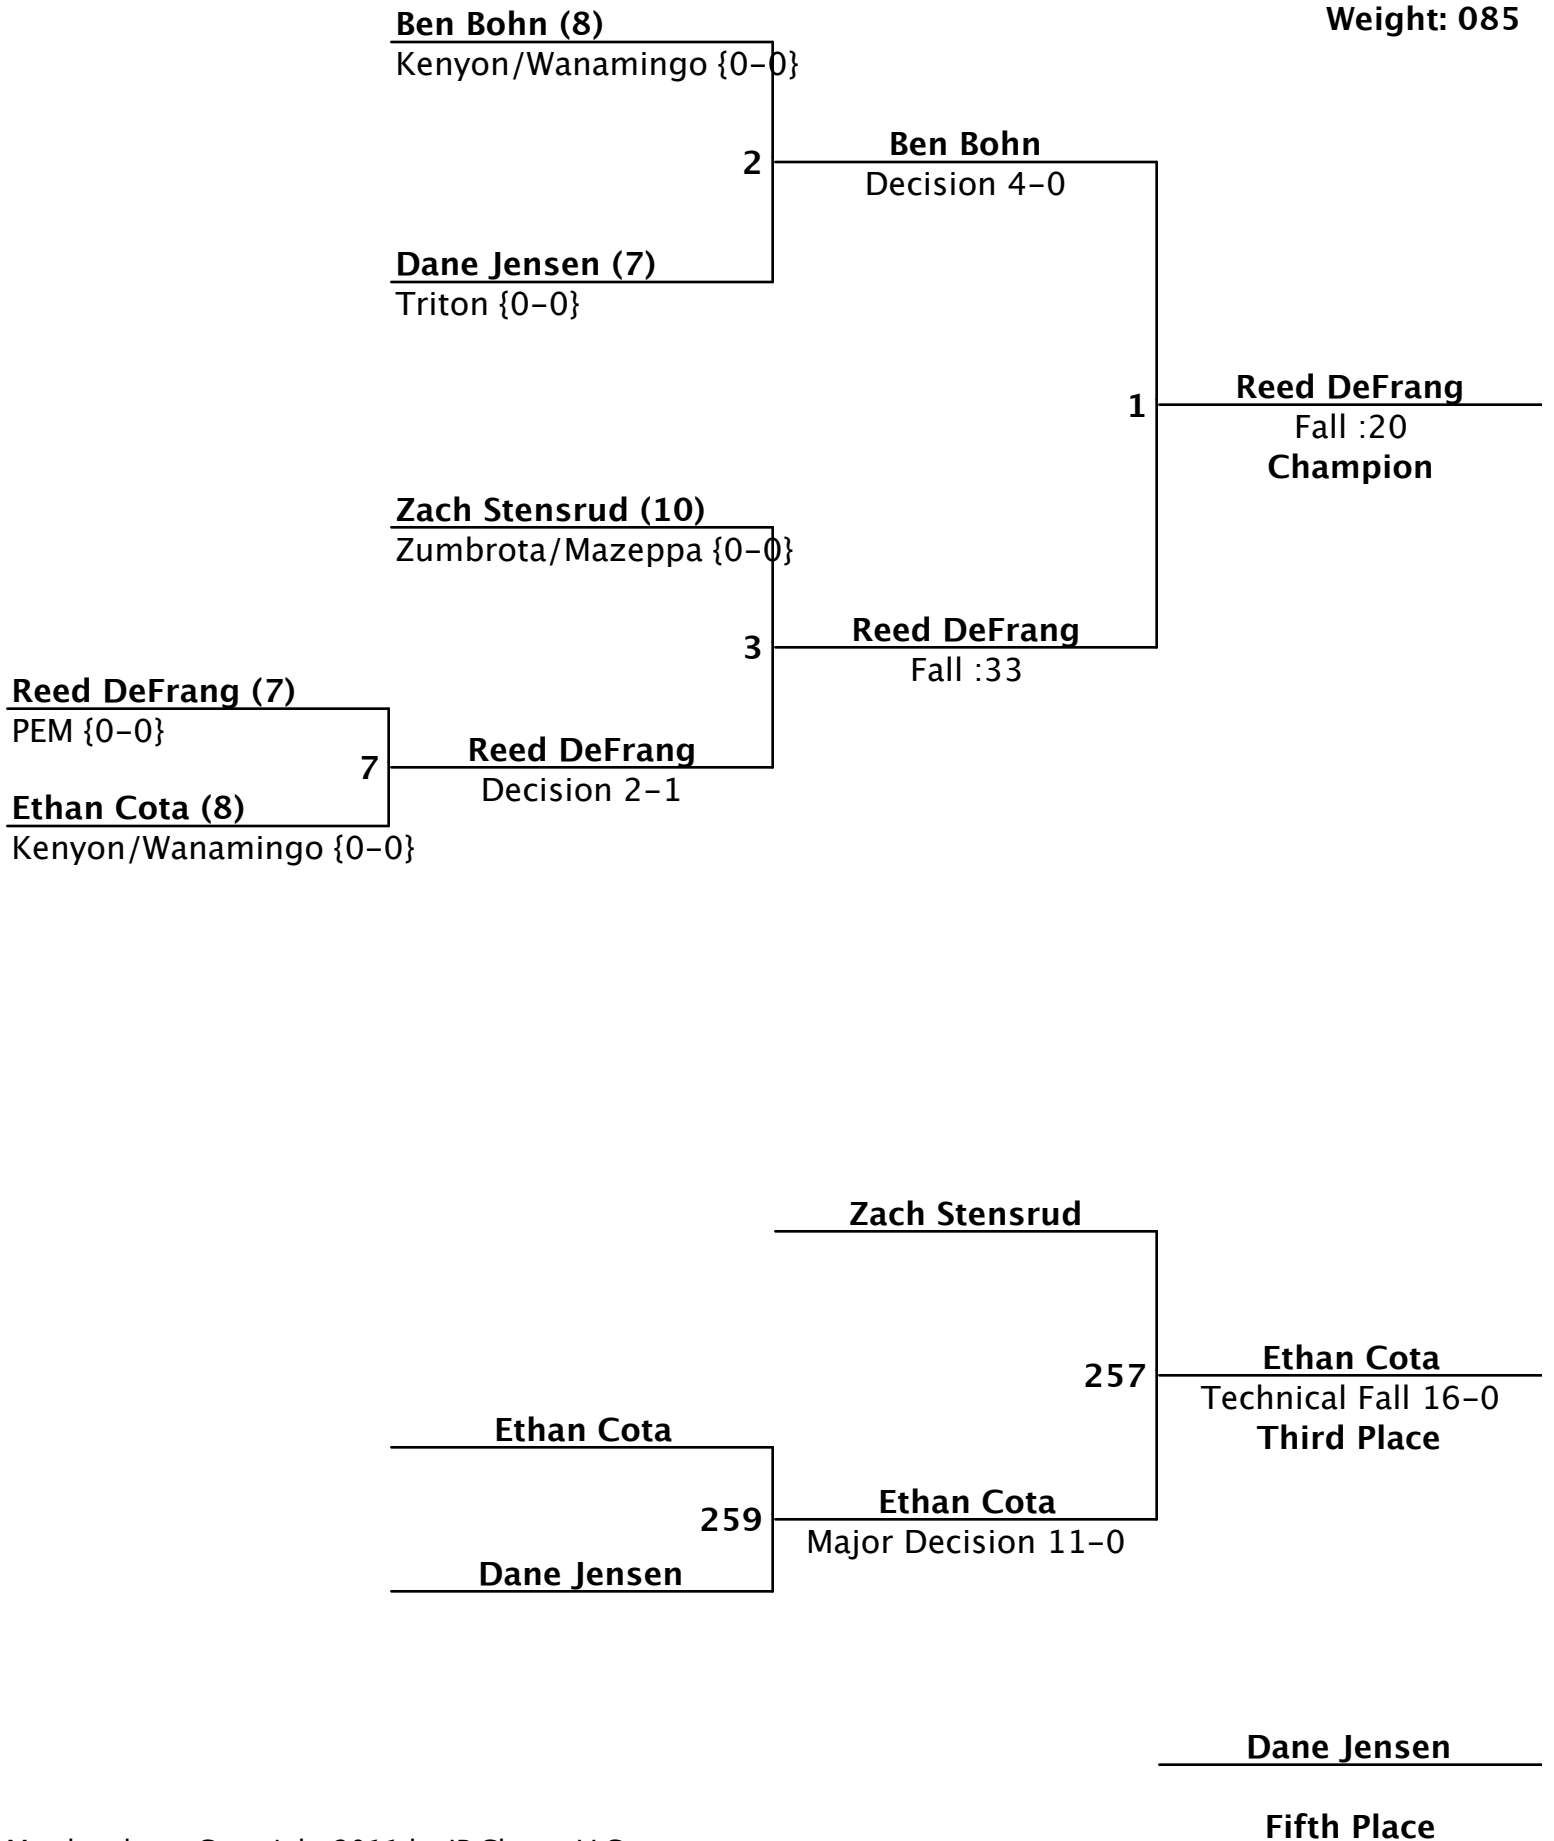 Weight: 085
Ben Bohn (8)
Kenyon/Wanamingo {0-0}
2
Ben Bohn
Decision 4-0
Dane Jensen (7)
Triton {0-0}
1
Reed DeFrang
Fall :20
Champion
Zach Stensrud (10)
Zumbrota/Mazeppa {0-0}
3
Reed DeFrang
Fall :33
Reed DeFrang (7)
PEM {0-0}
7
Reed DeFrang
Decision 2-1
Ethan Cota (8)
Kenyon/Wanamingo {0-0}
Zach Stensrud
257
Ethan Cota
Technical Fall 16-0
Third Place
Ethan Cota
259
Ethan Cota
Major Decision 11-0
Dane Jensen
Dane Jensen
Fifth Place